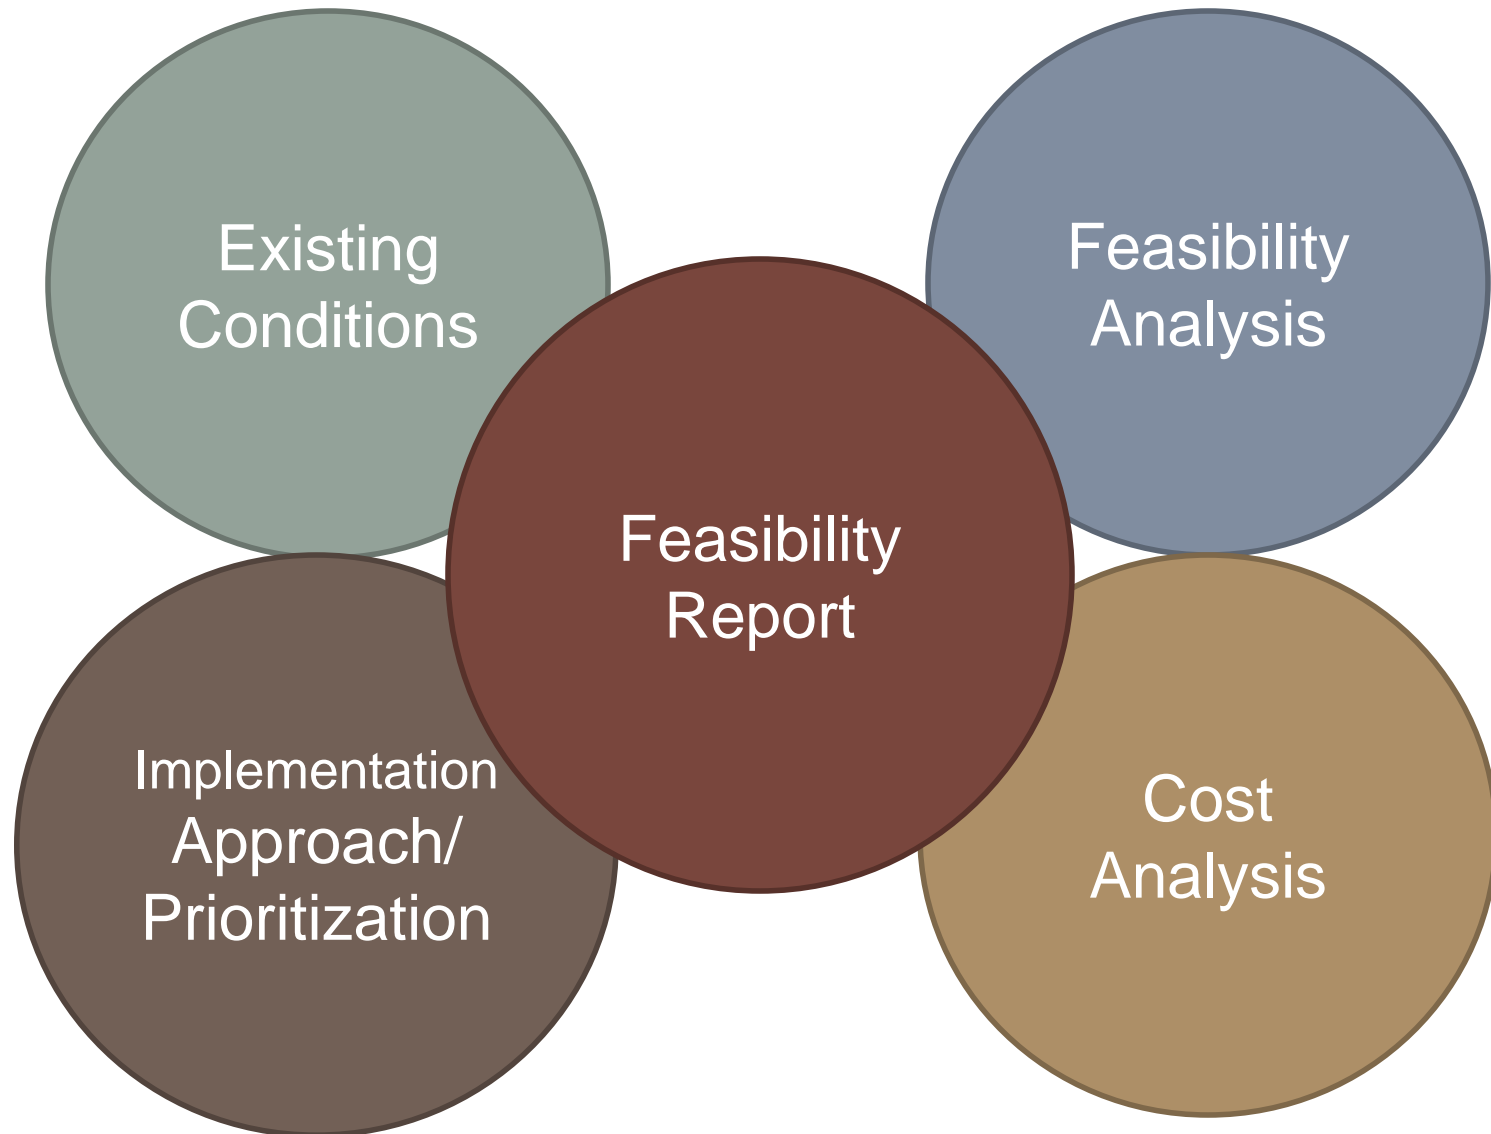 Existing
Conditions
Feasibility
Analysis
Feasibility
Report
Implementation
Approach/
Prioritization
Cost
Analysis